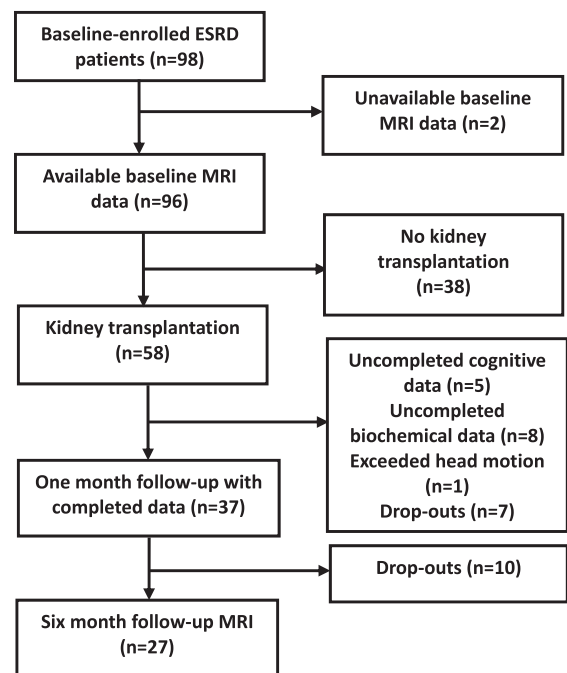 Baseline-enrolled ESRD
patients (n=98)
Unavailable baseline
MRI data (n=2)
Available baseline MRI
data (n=96)
No kidney
transplantation
(n=38)
Kidney transplantation
(n=58)
Uncompleted cognitive
data (n=5)
Uncompleted
biochemical data (n=8)
Exceeded head motion
(n=1)
Drop-outs (n=7)
One month follow-up with
completed data (n=37)
Drop-outs (n=10)
Six month follow-up MRI
(n=27)